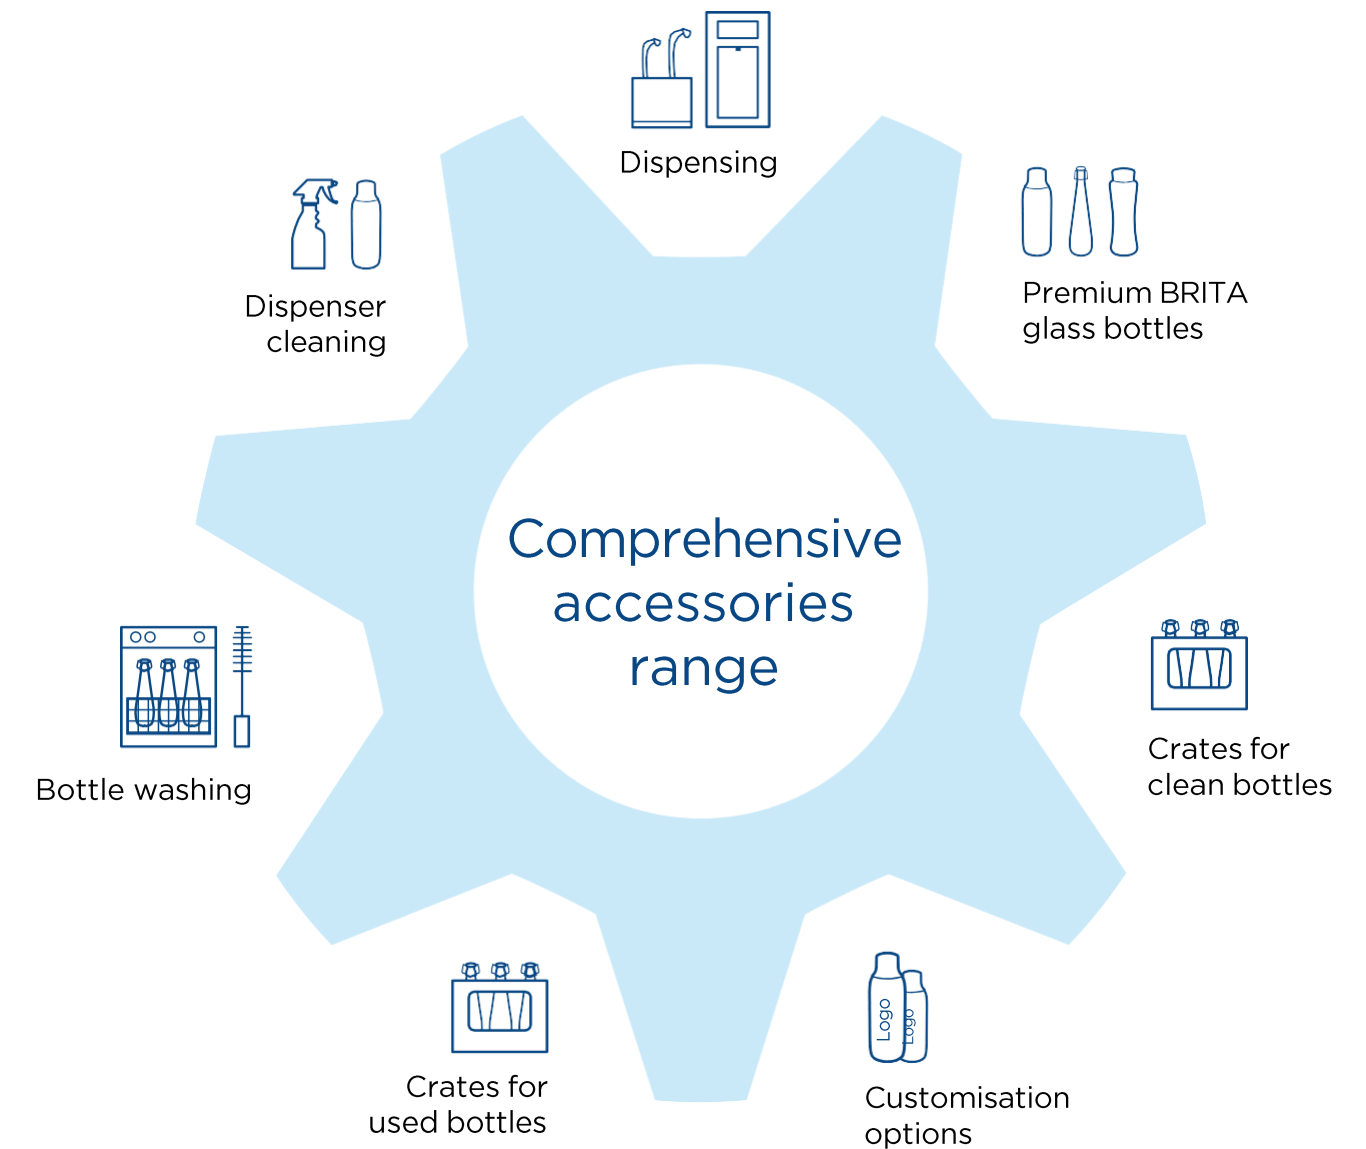 Dispensing
Dispenser
cleaning
Premium BRITA
glass bottles
Comprehensive
accessories
range
Bottle washing
Crates for
clean bottles
Crates for
used bottles
Logo
Logo
Customisation
options